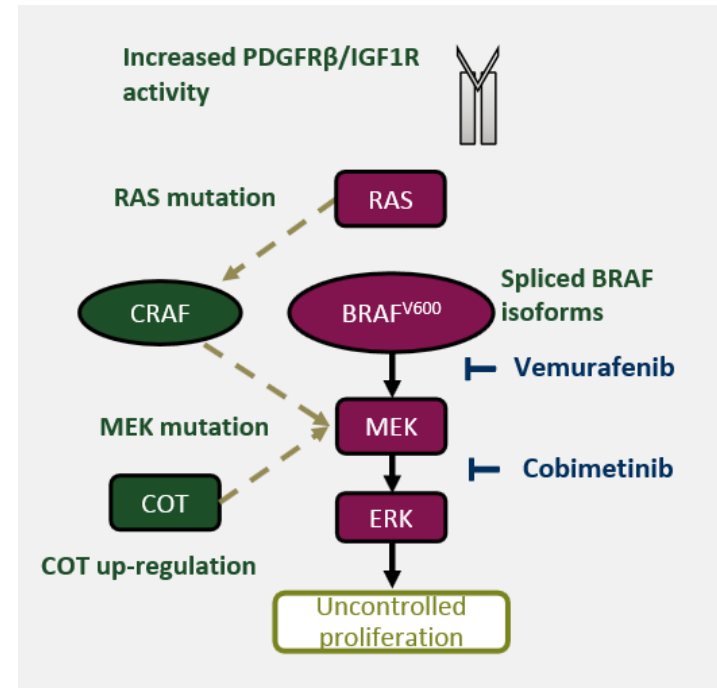 Increased PDGFRβ/IGF1R
activity
RAS mutation
RAS
CRAF
BRAFV600
Spliced BRAF
isoforms
Vemurafenib
MEK mutation
MEK
Cobimetinib
COT
ERK
COT up-regulation
Uncontrolled
proliferation